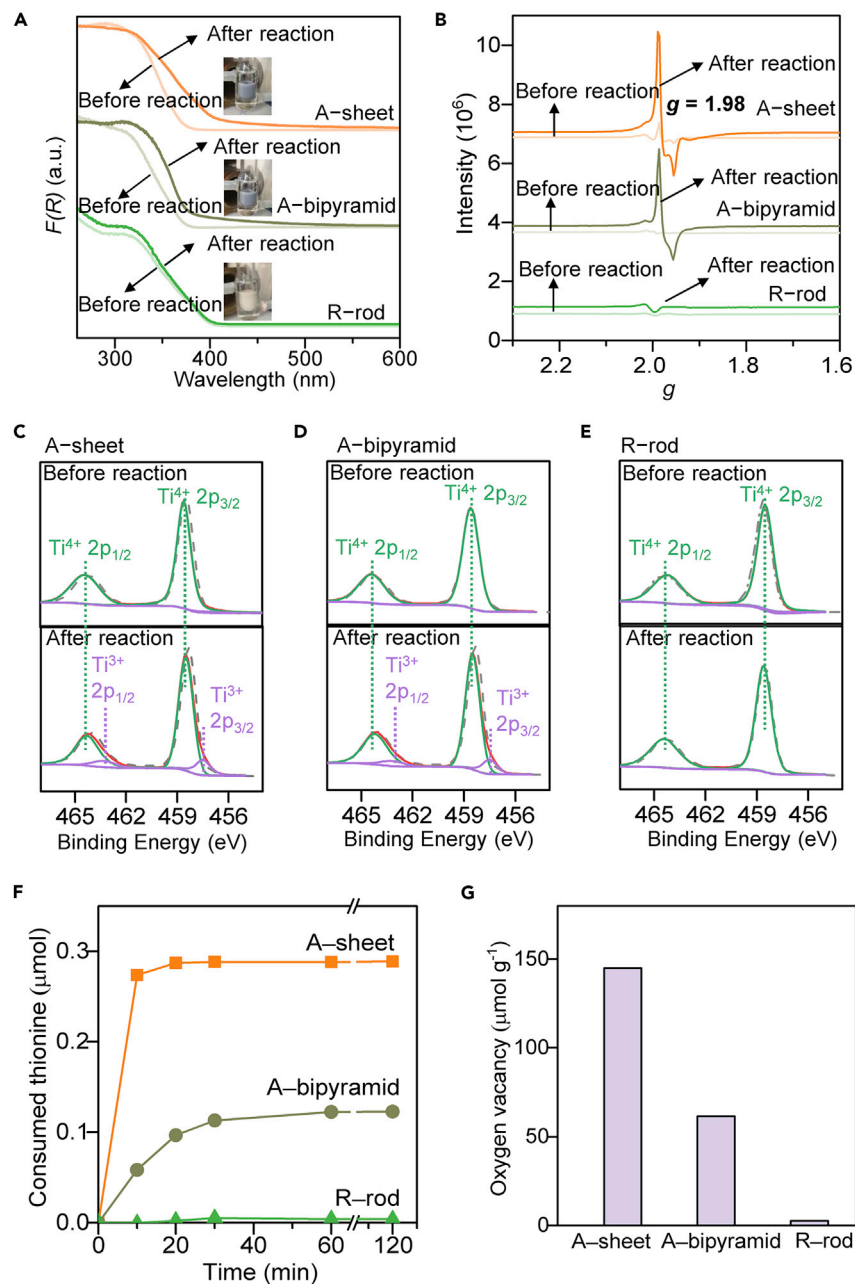 A
After reaction
Before reaction
A−sheet
After reaction
Before reaction
A−bipyramid
After reaction
Before reaction
R−rod
F(R) (a.u.)
300 400 500 600
Wavelength (nm)
B
10
8
6
4
2
0
Intensity (10⁶)
After reaction
Before reaction
g = 1.98
A−sheet
Before reaction
After reaction
A−bipyramid
Before reaction
After reaction
R−rod
2.2 2.0 1.8 1.6
g
C
A−sheet
Before reaction
Ti⁴⁺ 2p₃/₂
Ti⁴⁺ 2p₁/₂
After reaction
Ti³⁺
2p₁/₂
Ti³⁺
2p₃/₂
465 462 459 456
Binding Energy (eV)
D
A−bipyramid
Before reaction
Ti⁴⁺ 2p₃/₂
Ti⁴⁺ 2p₁/₂
After reaction
Ti³⁺
2p₁/₂
Ti³⁺
2p₃/₂
465 462 459 456
Binding Energy (eV)
E
R−rod
Before reaction
Ti⁴⁺ 2p₃/₂
Ti⁴⁺ 2p₁/₂
After reaction
465 462 459 456
Binding Energy (eV)
F
0.3
0.2
0.1
0.0
Consumed thionine (μmol)
A–sheet
A–bipyramid
R–rod
0 20 40 60 120
Time (min)
G
150
100
50
0
Oxygen vacancy (μmol g⁻¹)
A−sheet A−bipyramid R−rod